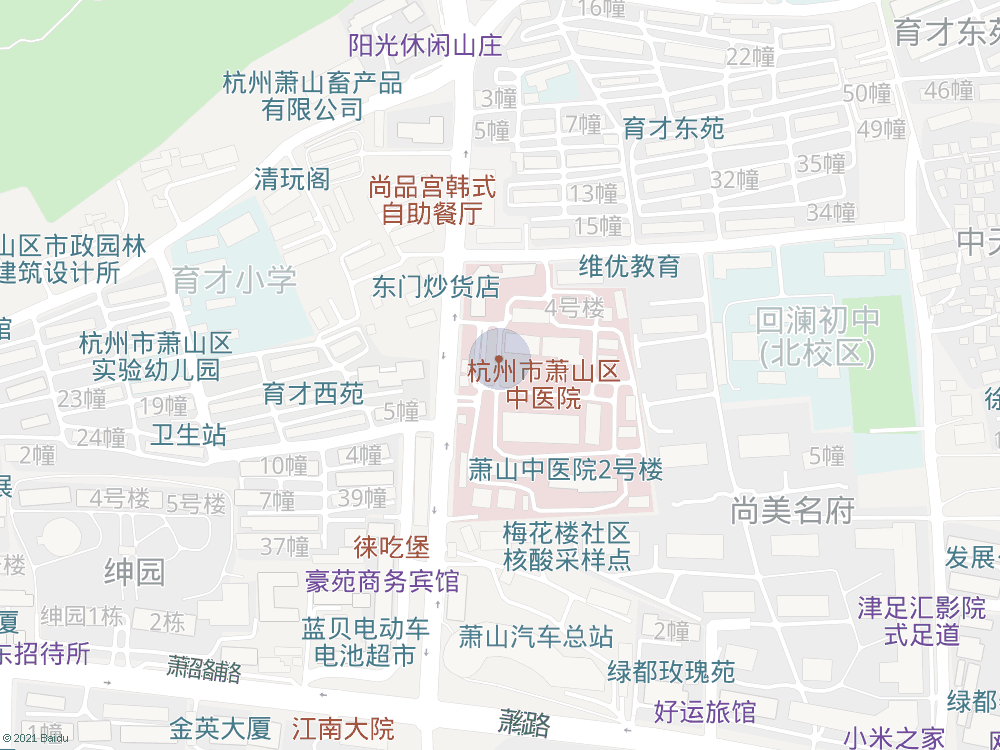 16幢
育才东苑
阳光休闲山庄
22幢
杭州萧山畜产品
有限公司
3幢
50幢
46幢
5幢
7幢
育才东苑
49幢
35幢
清玩阁
尚品宫韩式
自助餐厅
13幢
32幢
34幢
15幢
山区市政园林
建筑设计所
育才小学
东门炒货店
维优教育
中天
4号楼
回澜初中
(北校区)
馆
杭州市萧山区
实验幼儿园
杭州市萧山区
中医院
育才西苑
23幢
19幢
5幢
徐
24幢
卫生站
2幢
10幢
4幢
萧山中医院2号楼
5幢
展
4号楼
5号楼
7幢
39幢
尚美名府
梅花楼社区
核酸采样点
37幢
徕吃堡
号楼
绅园
豪苑商务宾馆
发展
绅园1栋
2栋
厦
津足汇影院
式足道
蓝贝电动车
电池超市
萧山汽车总站
2幢
东招待所
绿都玫瑰苑
绿都
1幢
金英大厦
江南大院
好运旅馆
小米之家
© 2021 Baidu